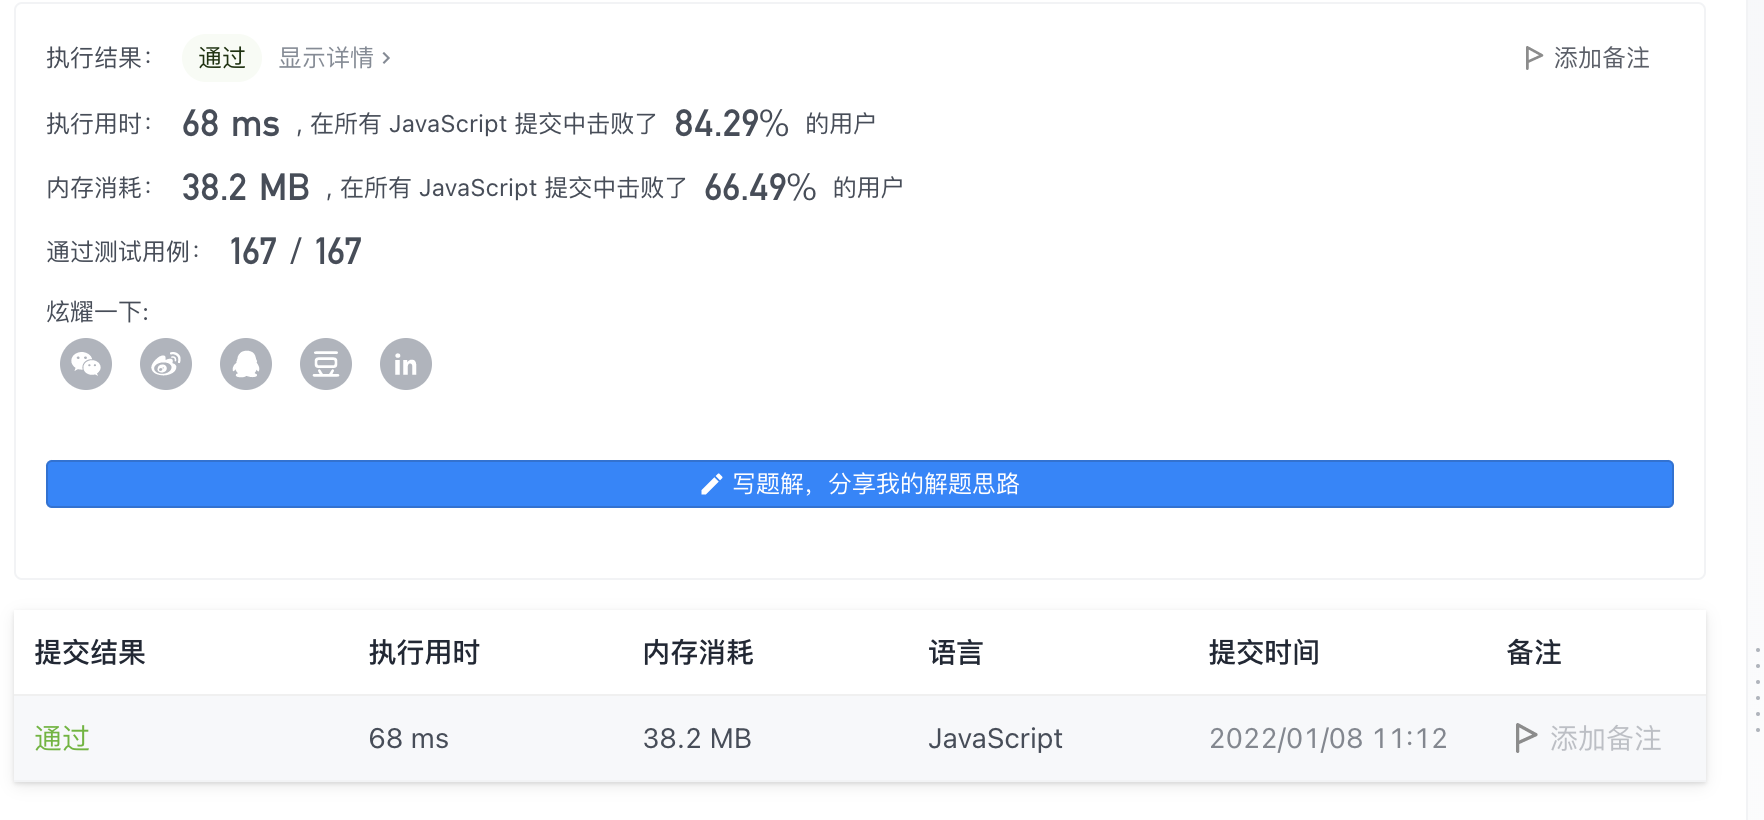 执行结果： 通过 显示详情 > 添加备注
执行用时： 68 ms , 在所有 JavaScript 提交中击败了 84.29% 的用户
内存消耗： 38.2 MB , 在所有 JavaScript 提交中击败了 66.49% 的用户
通过测试用例： 167 / 167
炫耀一下:
豆 in
写题解，分享我的解题思路
提交结果 执行用时 内存消耗 语言 提交时间 备注
通过 68 ms 38.2 MB JavaScript 2022/01/08 11:12 添加备注